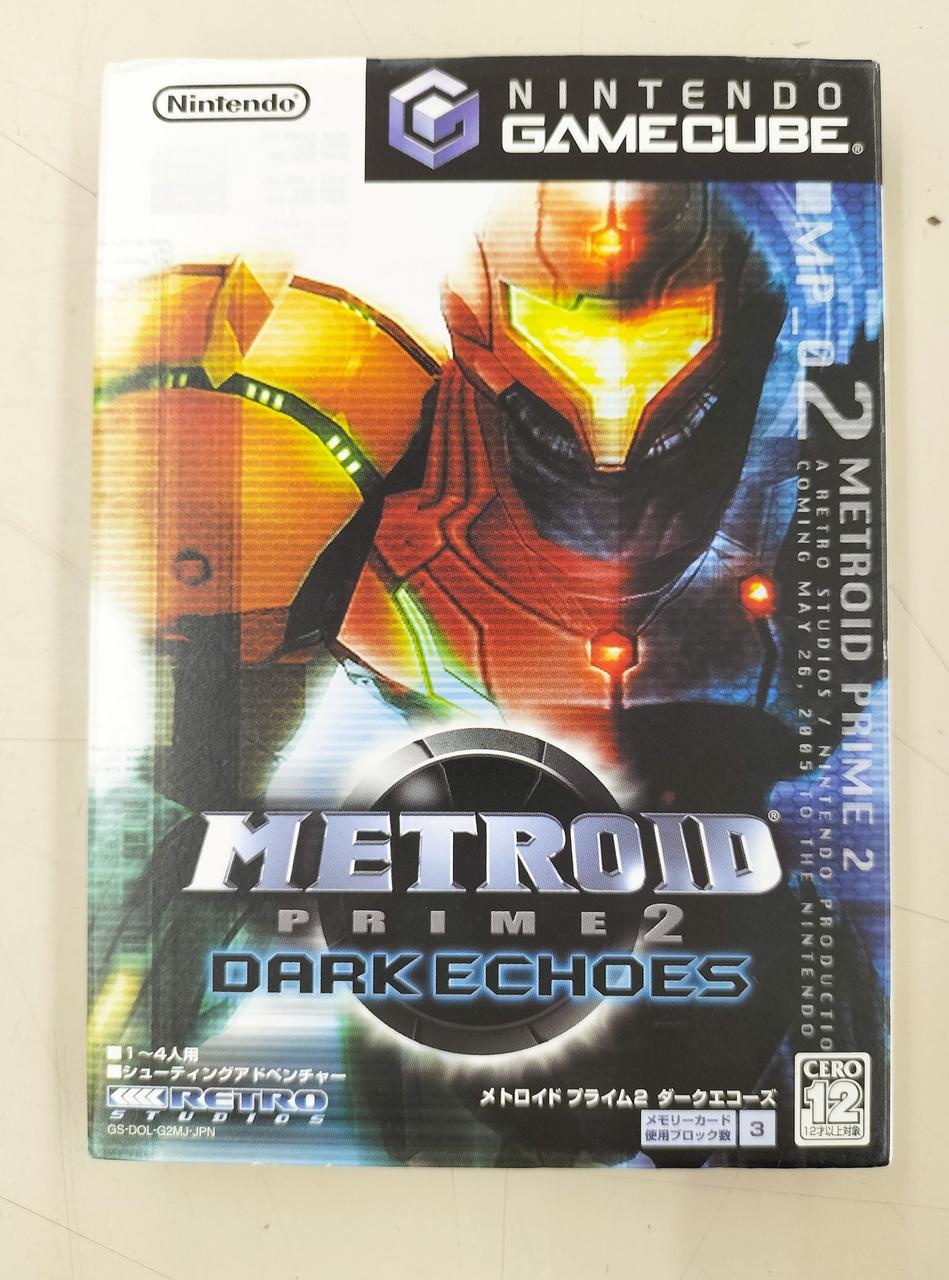 Nintendo®
NINTENDO
GAMECUBE®
MP_0
2
2 METROID PRIME 2
A RETRO STUDIOS / NINTENDO PRODUCTIO
COMING MAY 26, 2005 TO THE NINTENDO
METROID®
PRIME 2
DARK ECHOES
■1〜4人用
■シューティングアドベンチャー
RETRO
STUDIOS
GS-DOL-G2MJ-JPN
メトロイド プライム2 ダークエコーズ
メモリーカード
使用ブロック数 3
CERO
12
12才以上対象